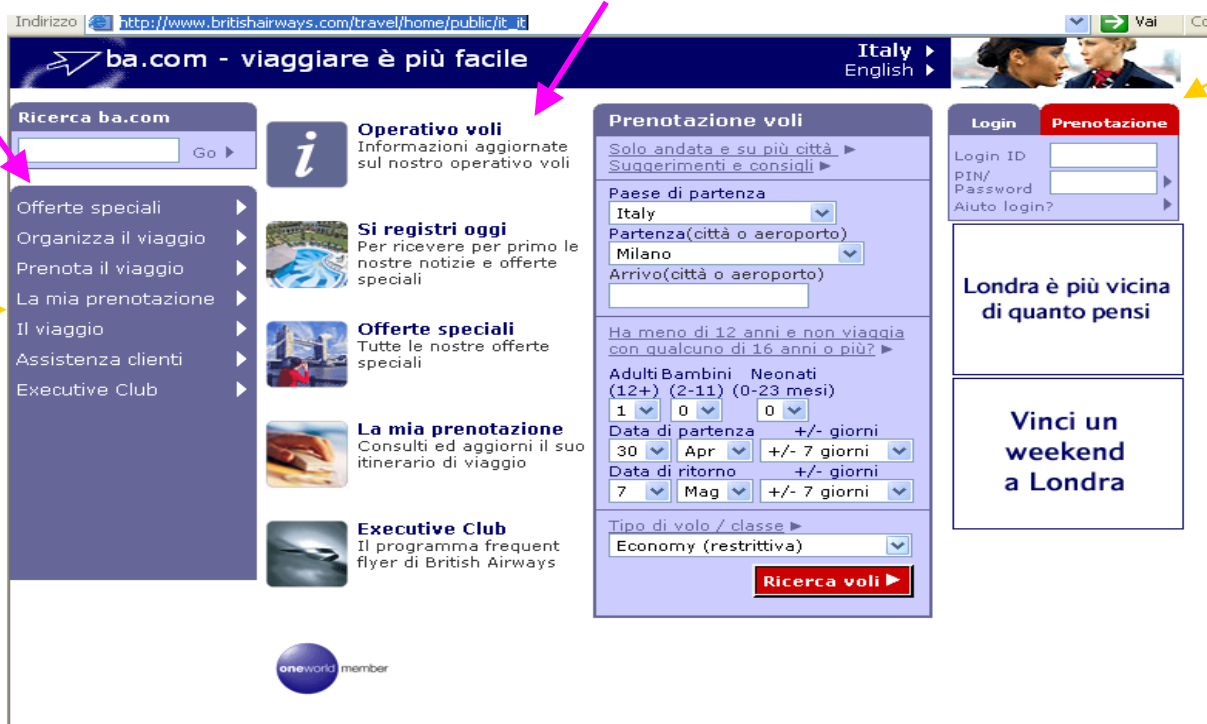 Indirizzo http://www.britishairways.com/travel/home/public/it_it Vai
ba.com - viaggiare è più facile
Italy
English
Ricerca ba.com
Go
Offerte speciali
Organizza il viaggio
Prenota il viaggio
La mia prenotazione
Il viaggio
Assistenza clienti
Executive Club
Operativo voli
Informazioni aggiornate
sul nostro operativo voli
Si registri oggi
Per ricevere per primo le
nostre notizie e offerte
speciali
Offerte speciali
Tutte le nostre offerte
speciali
La mia prenotazione
Consulti ed aggiorni il suo
itinerario di viaggio
Executive Club
Il programma frequent
flyer di British Airways
oneworld member
Prenotazione voli
Solo andata e su più città
Suggerimenti e consigli
Paese di partenza
Italy
Partenza(città o aeroporto)
Milano
Arrivo(città o aeroporto)
Ha meno di 12 anni e non viaggia
con qualcuno di 16 anni o più?
Adulti Bambini Neonati
(12+) (2-11) (0-23 mesi)
1 0 0
Data di partenza +/- giorni
30 Apr +/- 7 giorni
Data di ritorno +/- giorni
7 Mag +/- 7 giorni
Tipo di volo / classe
Economy (restrittiva)
Ricerca voli
Login Prenotazione
Login ID
PIN/
Password
Aiuto login?
Londra è più vicina
di quanto pensi
Vinci un
weekend
a Londra